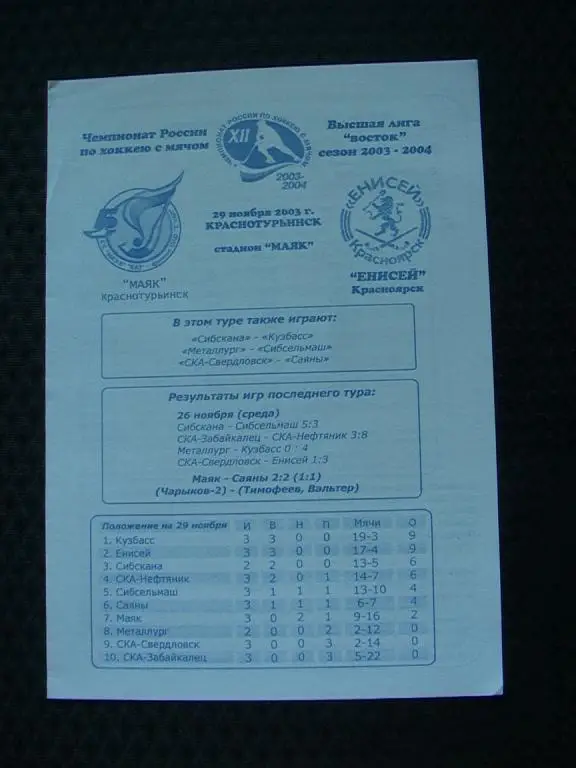 Чемпионат России
по хоккею с мячом
XII
ЧЕМПИОНАТ РОССИИ ПО ХОККЕЮ С МЯЧОМ
2003-
2004
Высшая лига
"ВОСТОК"
сезон 2003 - 2004
29 ноября 2003 г.
КРАСНОТУРЬИНСК
стадион "МАЯК"
"МАЯК"
Краснотурьинск
«ЕНИСЕЙ»
Красноярск
"ЕНИСЕЙ"
Красноярск
В этом туре также играют:
«Сибскана» - «Кузбасс»
«Металлург» - «Сибсельмаш»
«СКА-Свердловск» - «Саяны»
Результаты игр последнего тура:
26 ноября (среда)
Сибскана - Сибсельмаш 5:3
СКА-Забайкалец - СКА-Нефтяник 3:8
Металлург - Кузбасс 0 : 4
СКА-Свердловск - Енисей 1:3
Маяк - Саяны 2:2 (1:1)
(Чарыков-2) - (Тимофеев, Вальтер)
Положение на 29 ноября И В Н П Мячи О
1. Кузбасс 3 3 0 0 19-3 9
2. Енисей 3 3 0 0 17-4 9
3. Сибскана 2 2 0 0 13-5 6
4. СКА-Нефтяник 3 2 0 1 14-7 6
5. Сибсельмаш 3 1 1 1 13-10 4
6. Саяны 3 1 1 1 6-7 4
7. Маяк 3 0 2 1 9-16 2
8. Металлург 2 0 0 2 2-12 0
9. СКА-Свердловск 3 0 0 3 2-14 0
10. СКА-Забайкалец 3 0 0 3 5-22 0